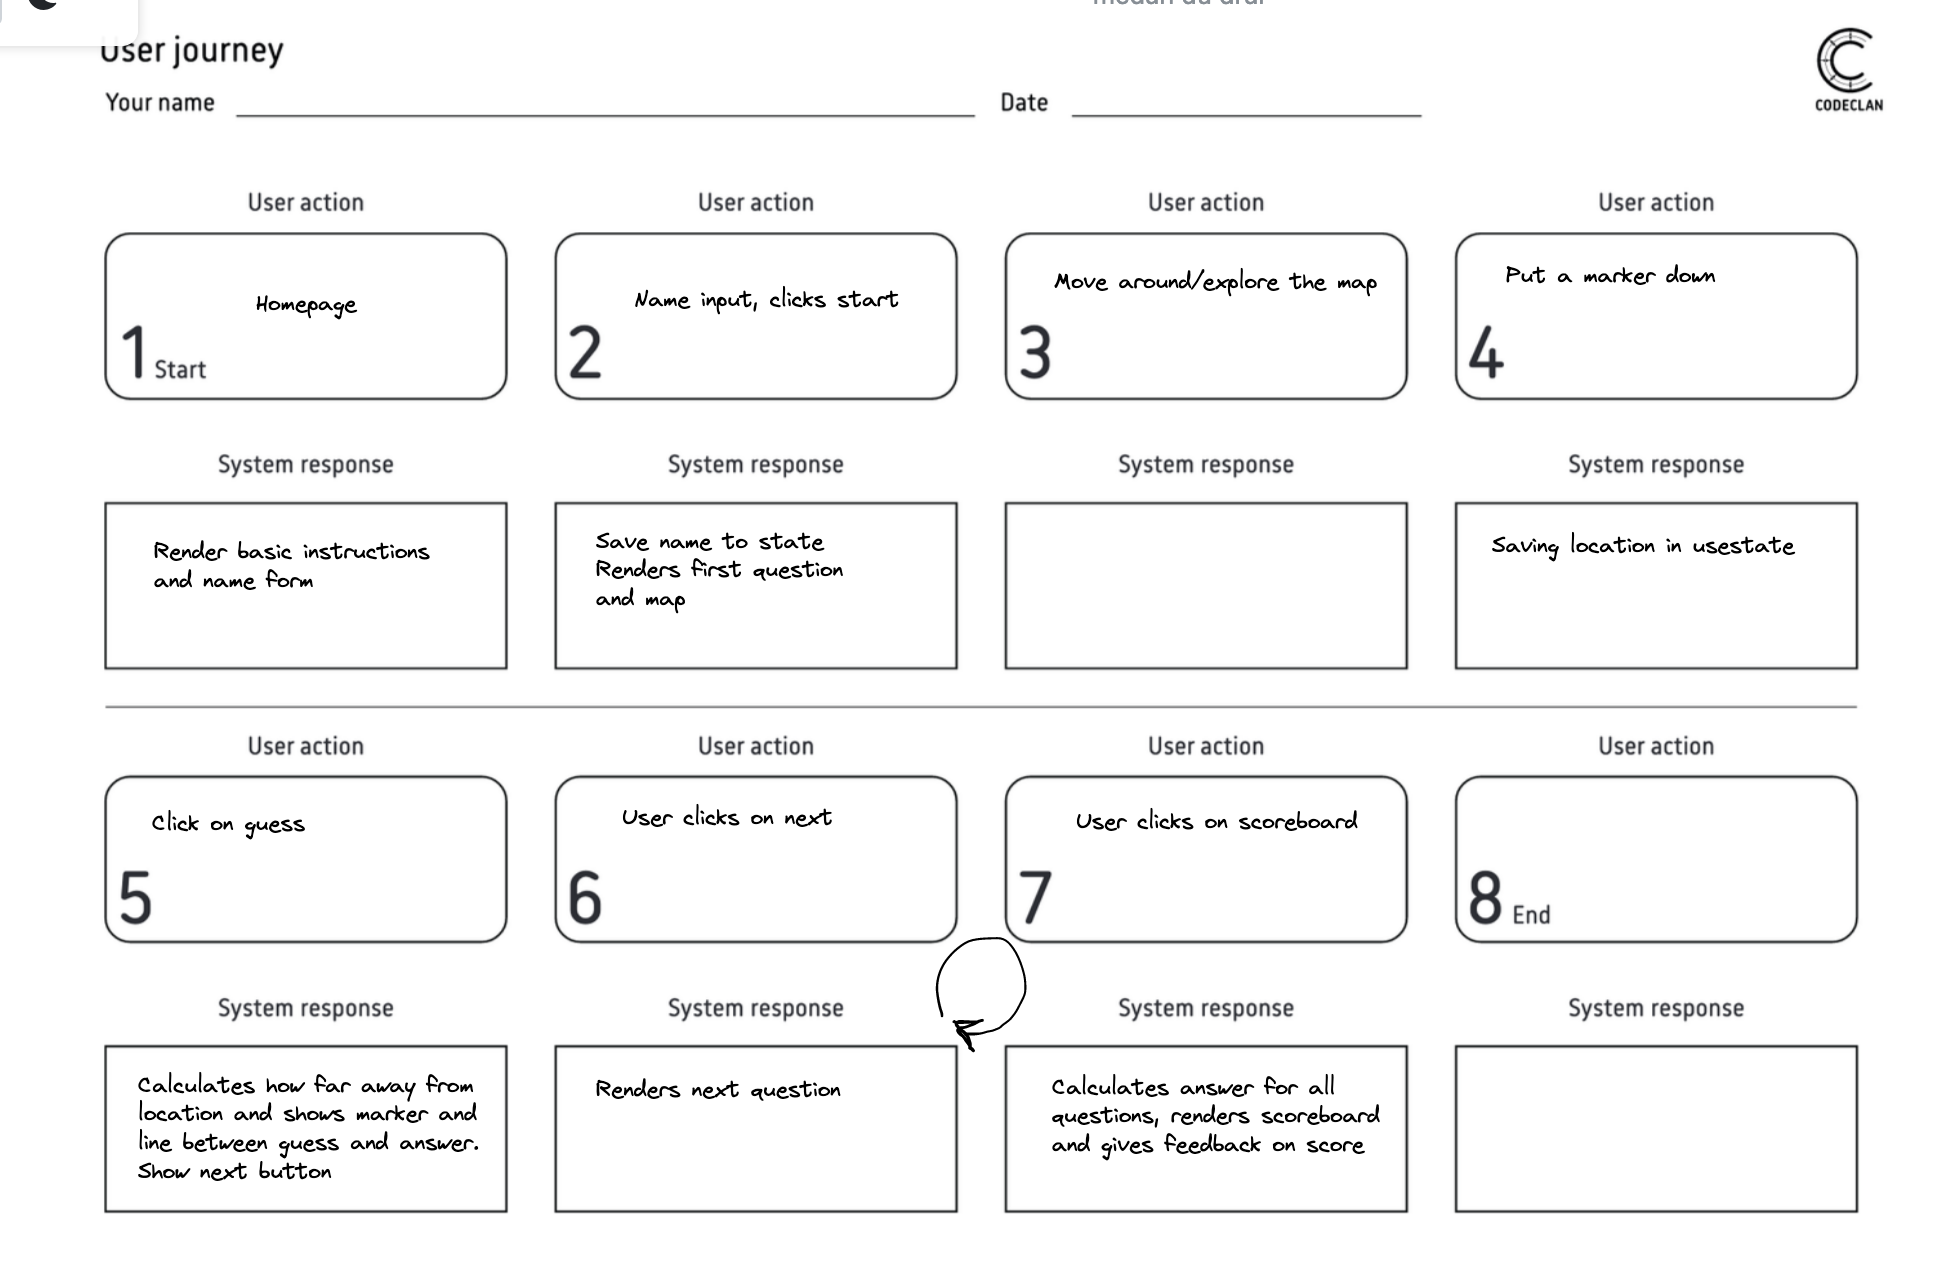 User journey
Your name
Date
CODECLAN
User action
User action
User action
User action
Homepage
1 Start
Name input, clicks start
2
Move around/explore the map
3
Put a marker down
4
System response
System response
System response
System response
Render basic instructions
and name form
Save name to state
Renders first question
and map
Saving location in usestate
User action
User action
User action
User action
Click on guess
5
User clicks on next
6
User clicks on scoreboard
7
8 End
System response
System response
System response
System response
Calculates how far away from
location and shows marker and
line between guess and answer.
Show next button
Renders next question
Calculates answer for all
questions, renders scoreboard
and gives feedback on score